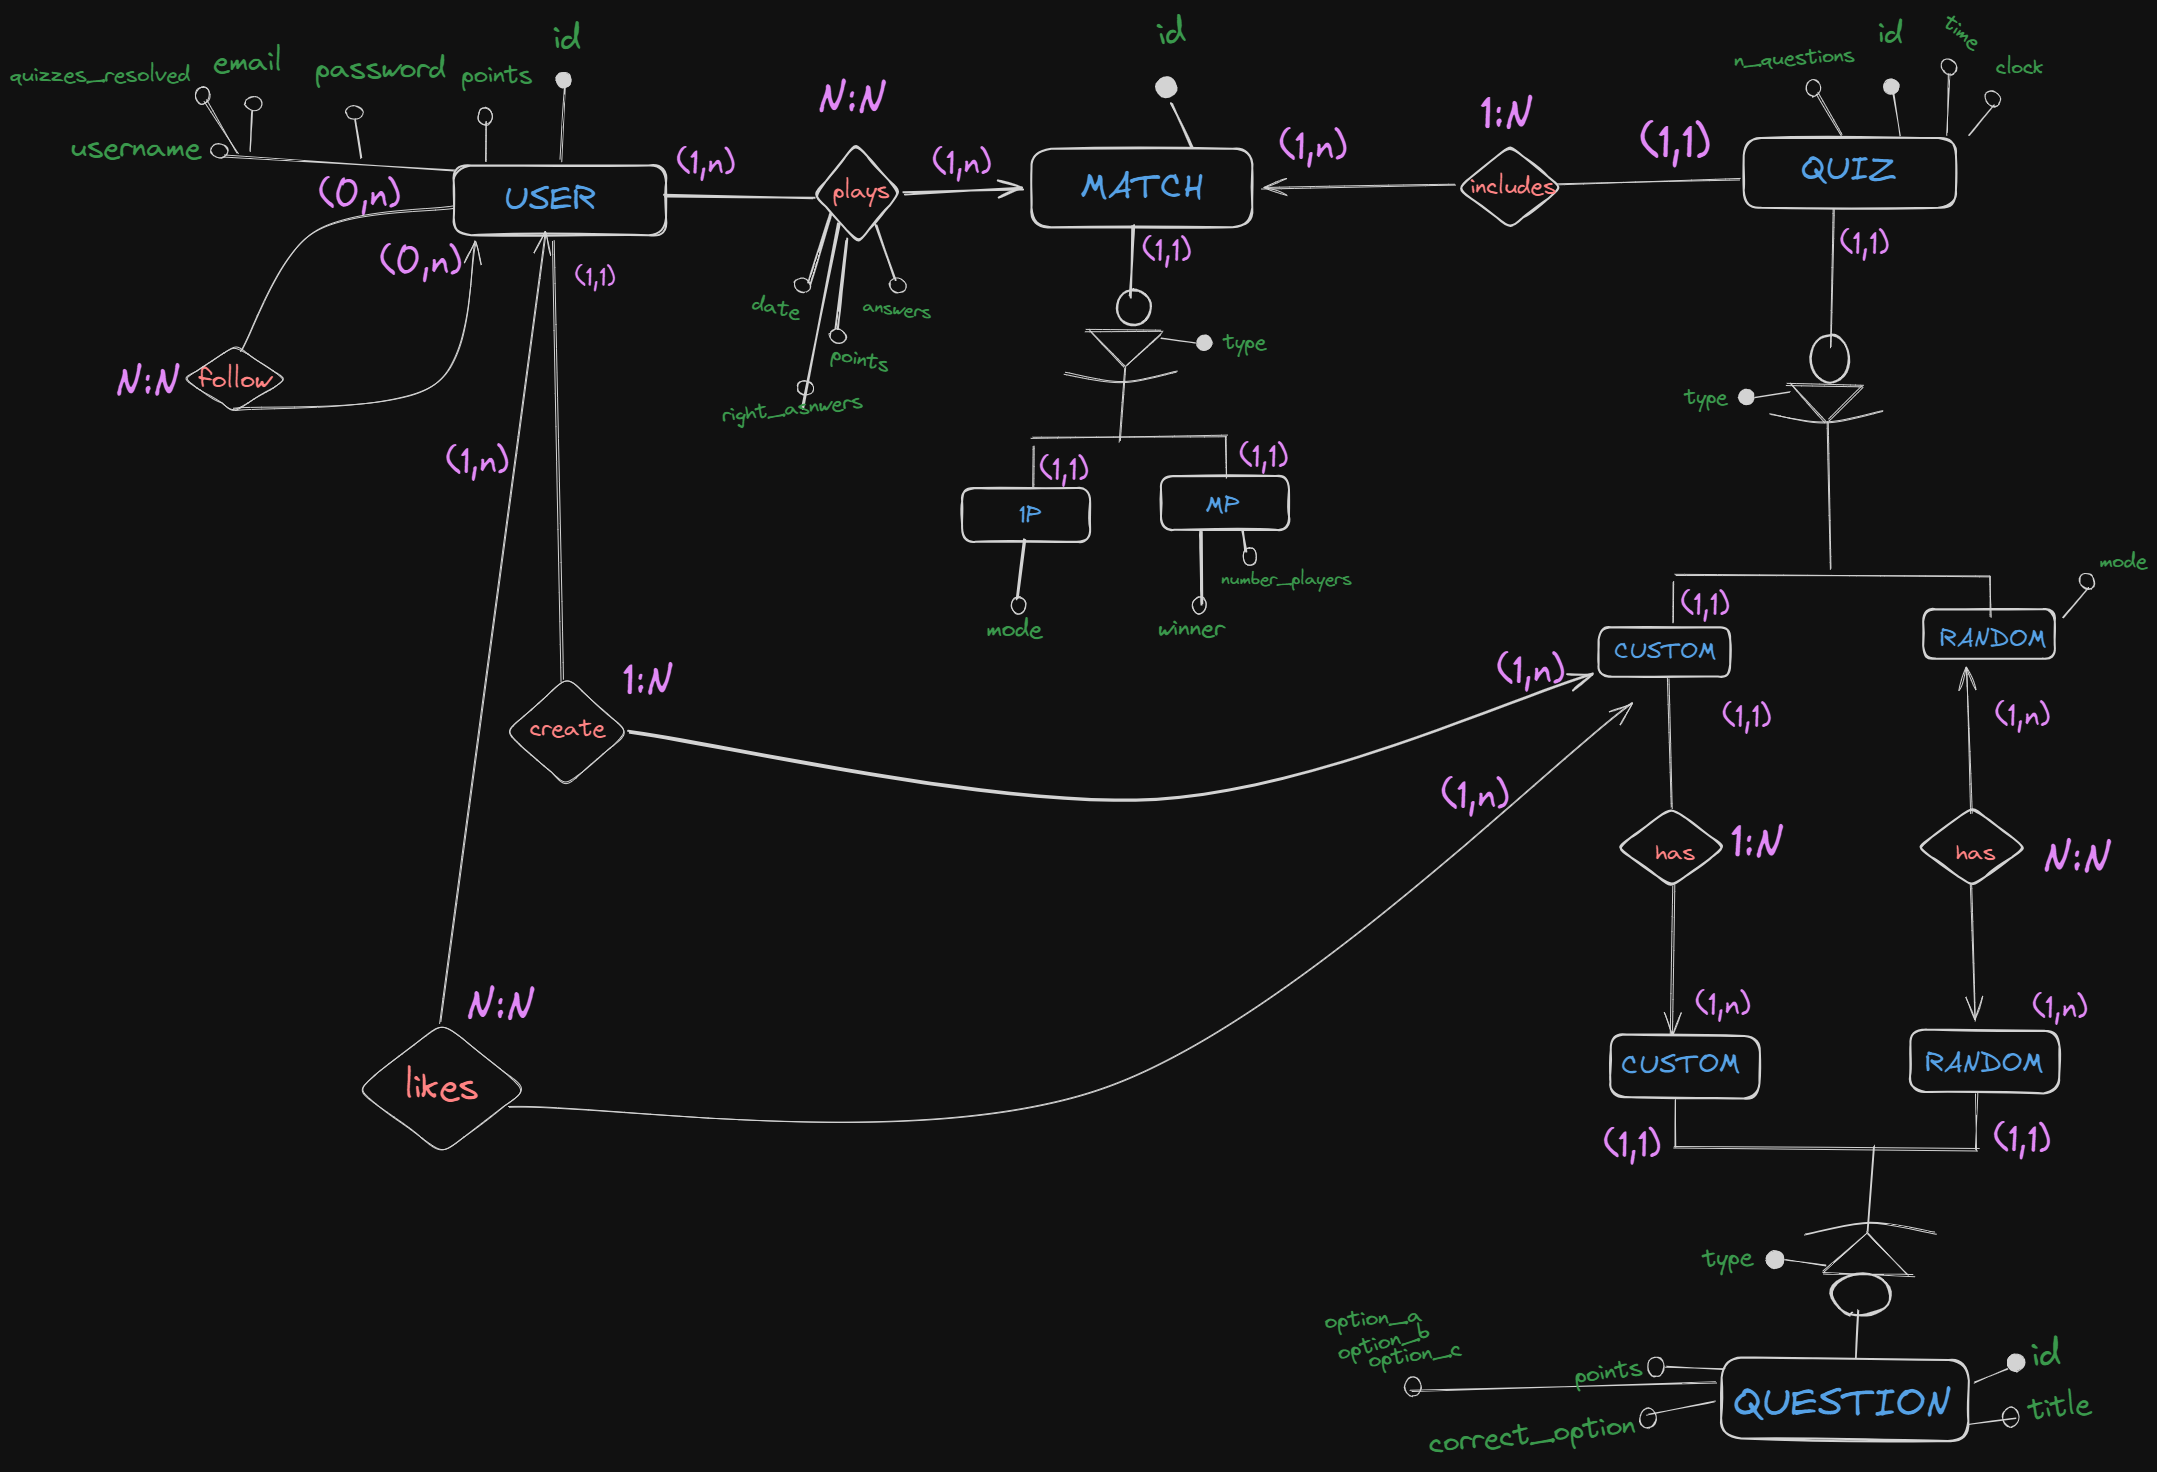 id
id
time
id
email
quizzes_resolved
password
points
n_questions
clock
N:N
1:N
username
(1,n)
(1,n)
(1,n)
(1,1)
(0,n)
USER
plays
MATCH
includes
QUIZ
(0,n)
(1,1)
(1,1)
(1,1)
date
answers
points
type
N:N
follow
right_asnwers
type
(1,n)
(1,1)
(1,1)
1P
MP
number_players
mode
mode
winner
(1,1)
CUSTOM
RANDOM
1:N
(1,n)
(1,1)
(1,n)
create
(1,n)
has
1:N
has
N:N
N:N
(1,n)
(1,n)
likes
CUSTOM
RANDOM
(1,1)
(1,1)
type
option_a
option_b
option_c
id
points
QUESTION
title
correct_option